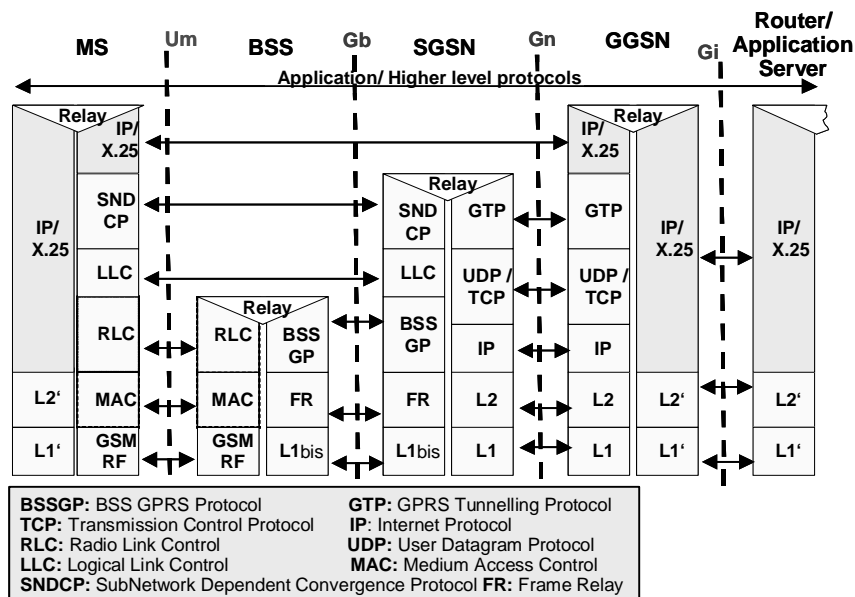 MS
Um
BSS
Gb
SGSN
Gn
GGSN
Gi
Router/
Application
Server
Application/ Higher level protocols
Relay
IP/
X.25
IP/
X.25
SND
CP
LLC
RLC
L2‘
MAC
L1‘
GSM
RF
Relay
RLC
BSS
GP
MAC
FR
GSM
RF
L1bis
Relay
SND
CP
GTP
LLC
UDP /
TCP
BSS
GP
IP
FR
L2
L1bis
L1
Relay
IP/
X.25
GTP
IP/
X.25
UDP /
TCP
IP
L2
L2‘
L1
L1‘
IP/
X.25
L2‘
L1‘
BSSGP: BSS GPRS Protocol GTP: GPRS Tunnelling Protocol
TCP: Transmission Control Protocol IP: Internet Protocol
RLC: Radio Link Control UDP: User Datagram Protocol
LLC: Logical Link Control MAC: Medium Access Control
SNDCP: SubNetwork Dependent Convergence Protocol FR: Frame Relay